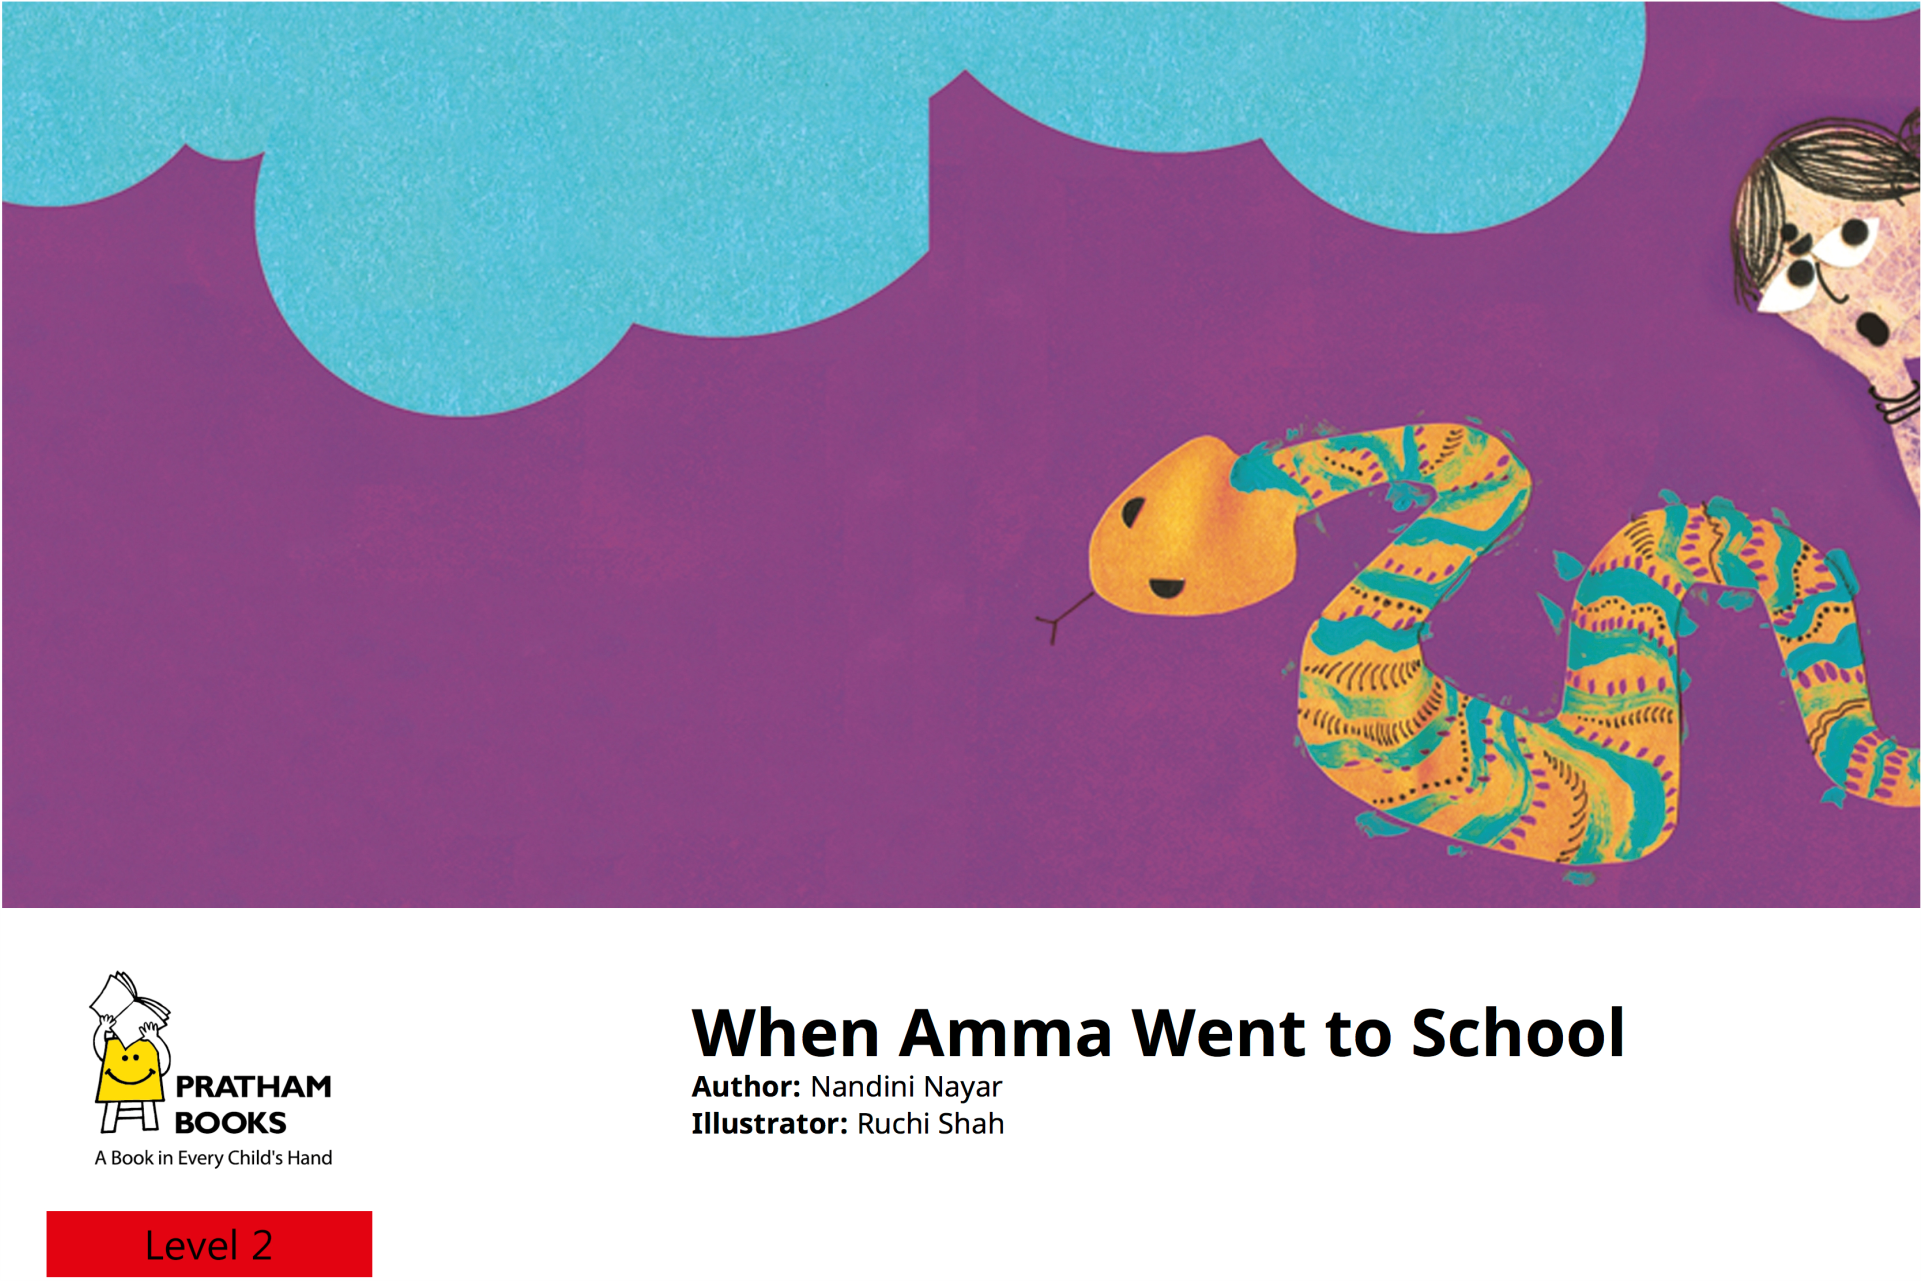 PRATHAM
BOOKS
A Book in Every Child's Hand
Level 2
When Amma Went to School
Author: Nandini Nayar
Illustrator: Ruchi Shah